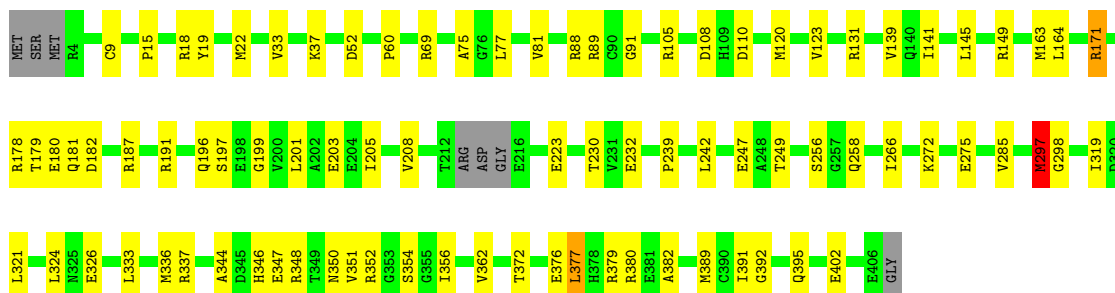 MET SER MET R4 C9 P15 R18 Y19 M22 V33 K37 D52 P60 R69 A75 G76 L77 V81 R88 R89 C90 G91 R105 D108 H109 D110 M120 V123 R131 V139 Q140 I141 L145 R149 M163 L164 R171
R178 T179 E180 Q181 D182 R187 R191 Q196 S197 E198 G199 V200 L201 A202 E203 E204 I205 V208 T212 ARG ASP GLY E216 E223 T230 V231 E232 P239 L242 E247 A248 T249 S256 G257 Q258 I266 K272 E275 V285 M297 G298 I319
L321 L324 N325 E326 L333 M336 R337 A344 D345 H346 E347 R348 T349 N350 V351 R352 G353 S354 G355 I356 V362 T372 E376 L377 H378 R379 R380 E381 A382 M389 C390 I391 G392 Q395 E402 E406 GLY